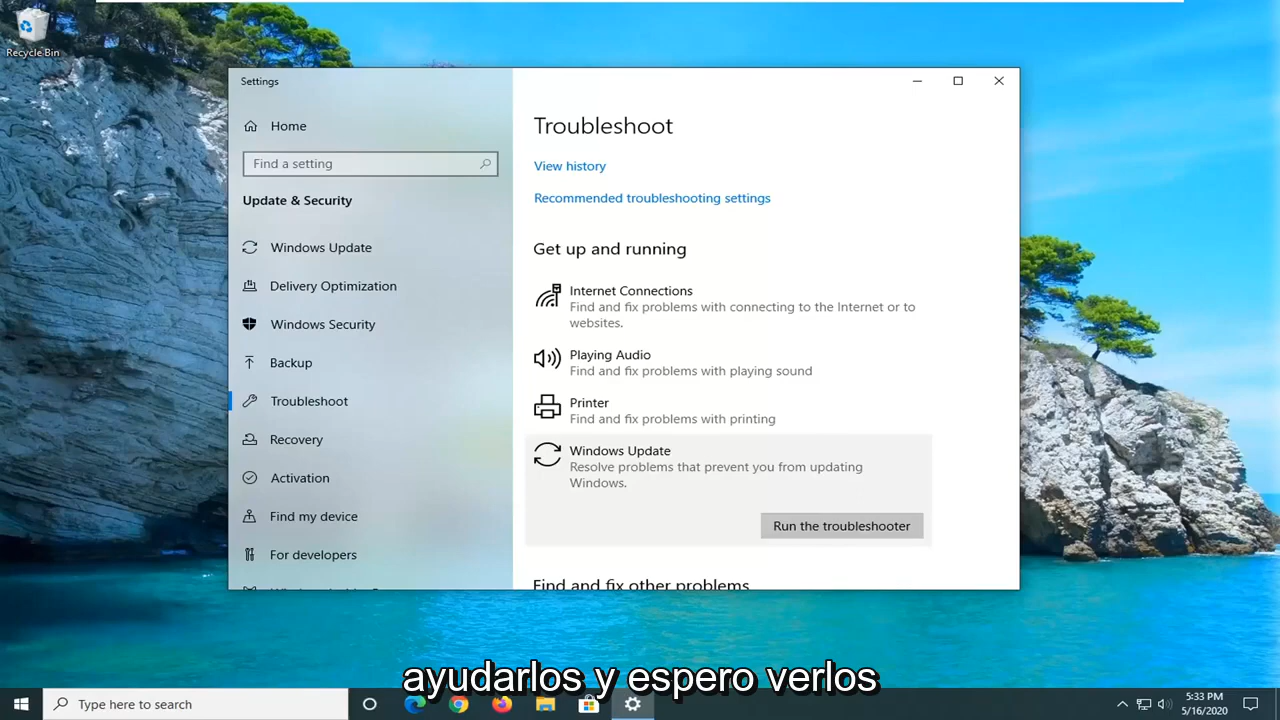 Recycle Bin
Settings
Home
Find a setting
Update & Security
Windows Update
Delivery Optimization
Windows Security
Backup
Troubleshoot
Recovery
Activation
Find my device
For developers
Troubleshoot
View history
Recommended troubleshooting settings
Get up and running
Internet Connections
Find and fix problems with connecting to the Internet or to
websites.
Playing Audio
Find and fix problems with playing sound
Printer
Find and fix problems with printing
Windows Update
Resolve problems that prevent you from updating
Windows.
Run the troubleshooter
Find and fix other problems
ayudarlos y espero verlos
Type here to search
5:33 PM
5/16/2020